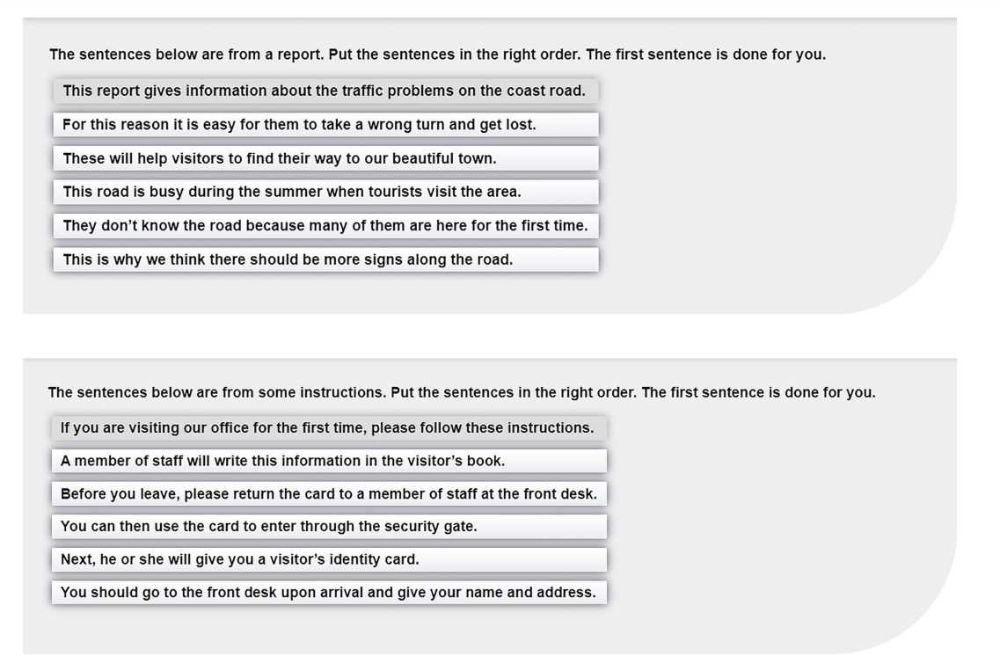 The sentences below are from a report. Put the sentences in the right order. The first sentence is done for you.
This report gives information about the traffic problems on the coast road.
For this reason it is easy for them to take a wrong turn and get lost.
These will help visitors to find their way to our beautiful town.
This road is busy during the summer when tourists visit the area.
They don’t know the road because many of them are here for the first time.
This is why we think there should be more signs along the road.
The sentences below are from some instructions. Put the sentences in the right order. The first sentence is done for you.
If you are visiting our office for the first time, please follow these instructions.
A member of staff will write this information in the visitor’s book.
Before you leave, please return the card to a member of staff at the front desk.
You can then use the card to enter through the security gate.
Next, he or she will give you a visitor’s identity card.
You should go to the front desk upon arrival and give your name and address.